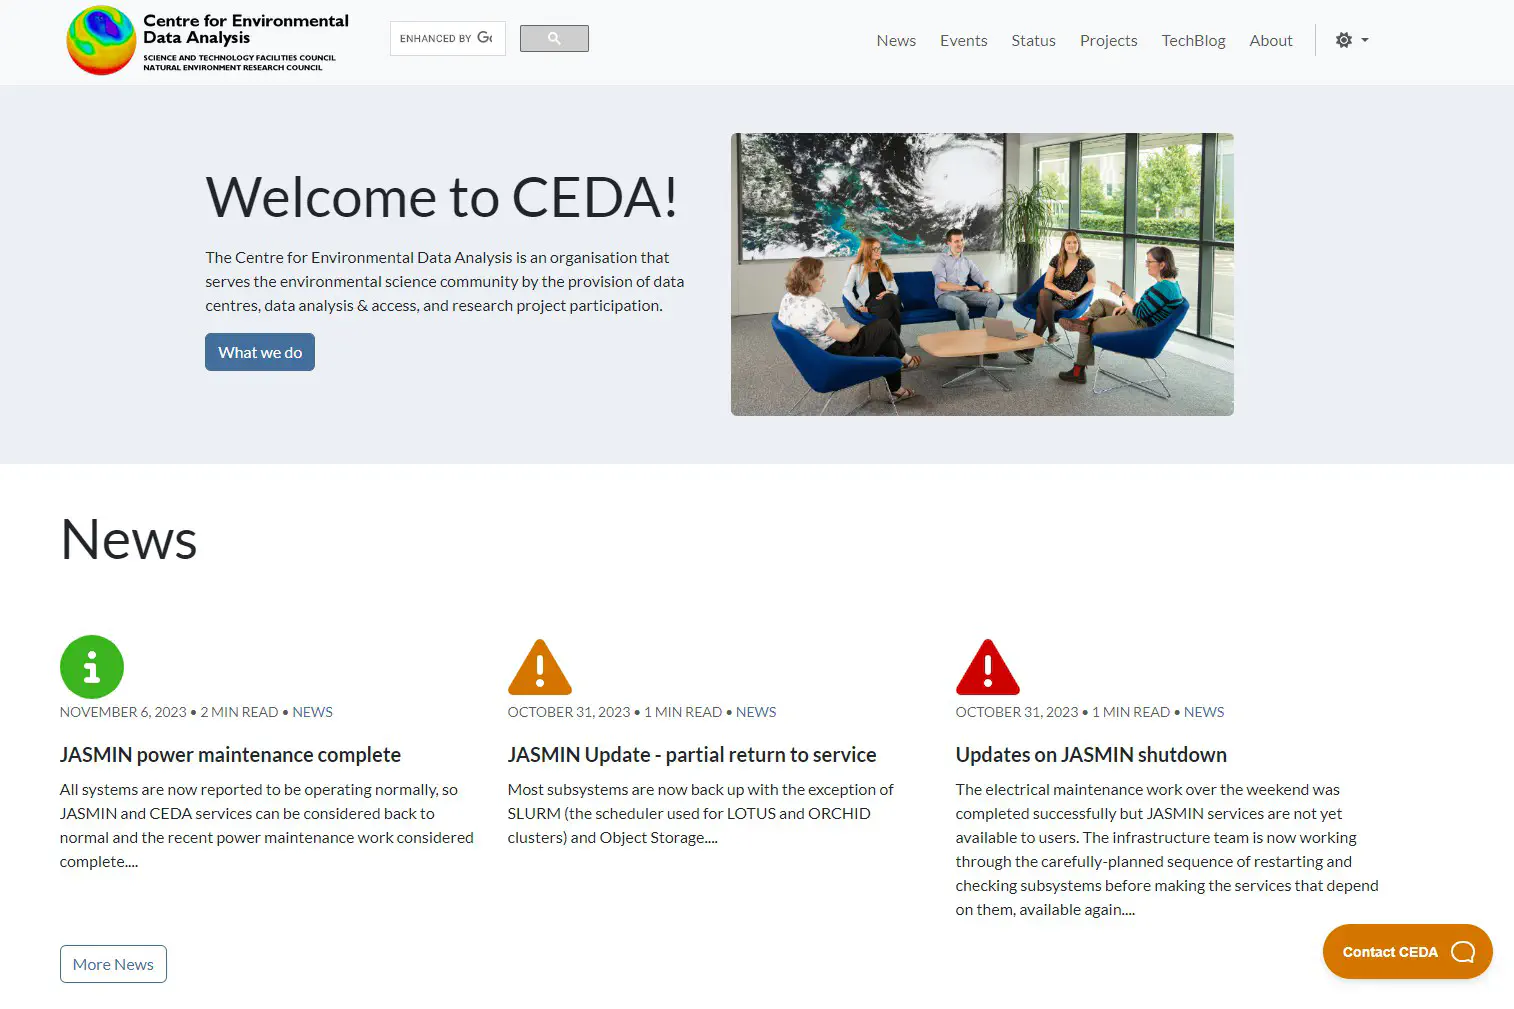 Centre for Environmental
Data Analysis
SCIENCE AND TECHNOLOGY FACILITIES COUNCIL
NATURAL ENVIRONMENT RESEARCH COUNCIL
ENHANCED BY G
News
Events
Status
Projects
TechBlog
About
Welcome to CEDA!
The Centre for Environmental Data Analysis is an organisation that
serves the environmental science community by the provision of data
centres, data analysis & access, and research project participation.
What we do
News
NOVEMBER 6, 2023 • 2 MIN READ • NEWS
JASMIN power maintenance complete
All systems are now reported to be operating normally, so
JASMIN and CEDA services can be considered back to
normal and the recent power maintenance work considered
complete....
OCTOBER 31, 2023 • 1 MIN READ • NEWS
JASMIN Update - partial return to service
Most subsystems are now back up with the exception of
SLURM (the scheduler used for LOTUS and ORCHID
clusters) and Object Storage....
OCTOBER 31, 2023 • 1 MIN READ • NEWS
Updates on JASMIN shutdown
The electrical maintenance work over the weekend was
completed successfully but JASMIN services are not yet
available to users. The infrastructure team is now working
through the carefully-planned sequence of restarting and
checking subsystems before making the services that depend
on them, available again....
More News
Contact CEDA